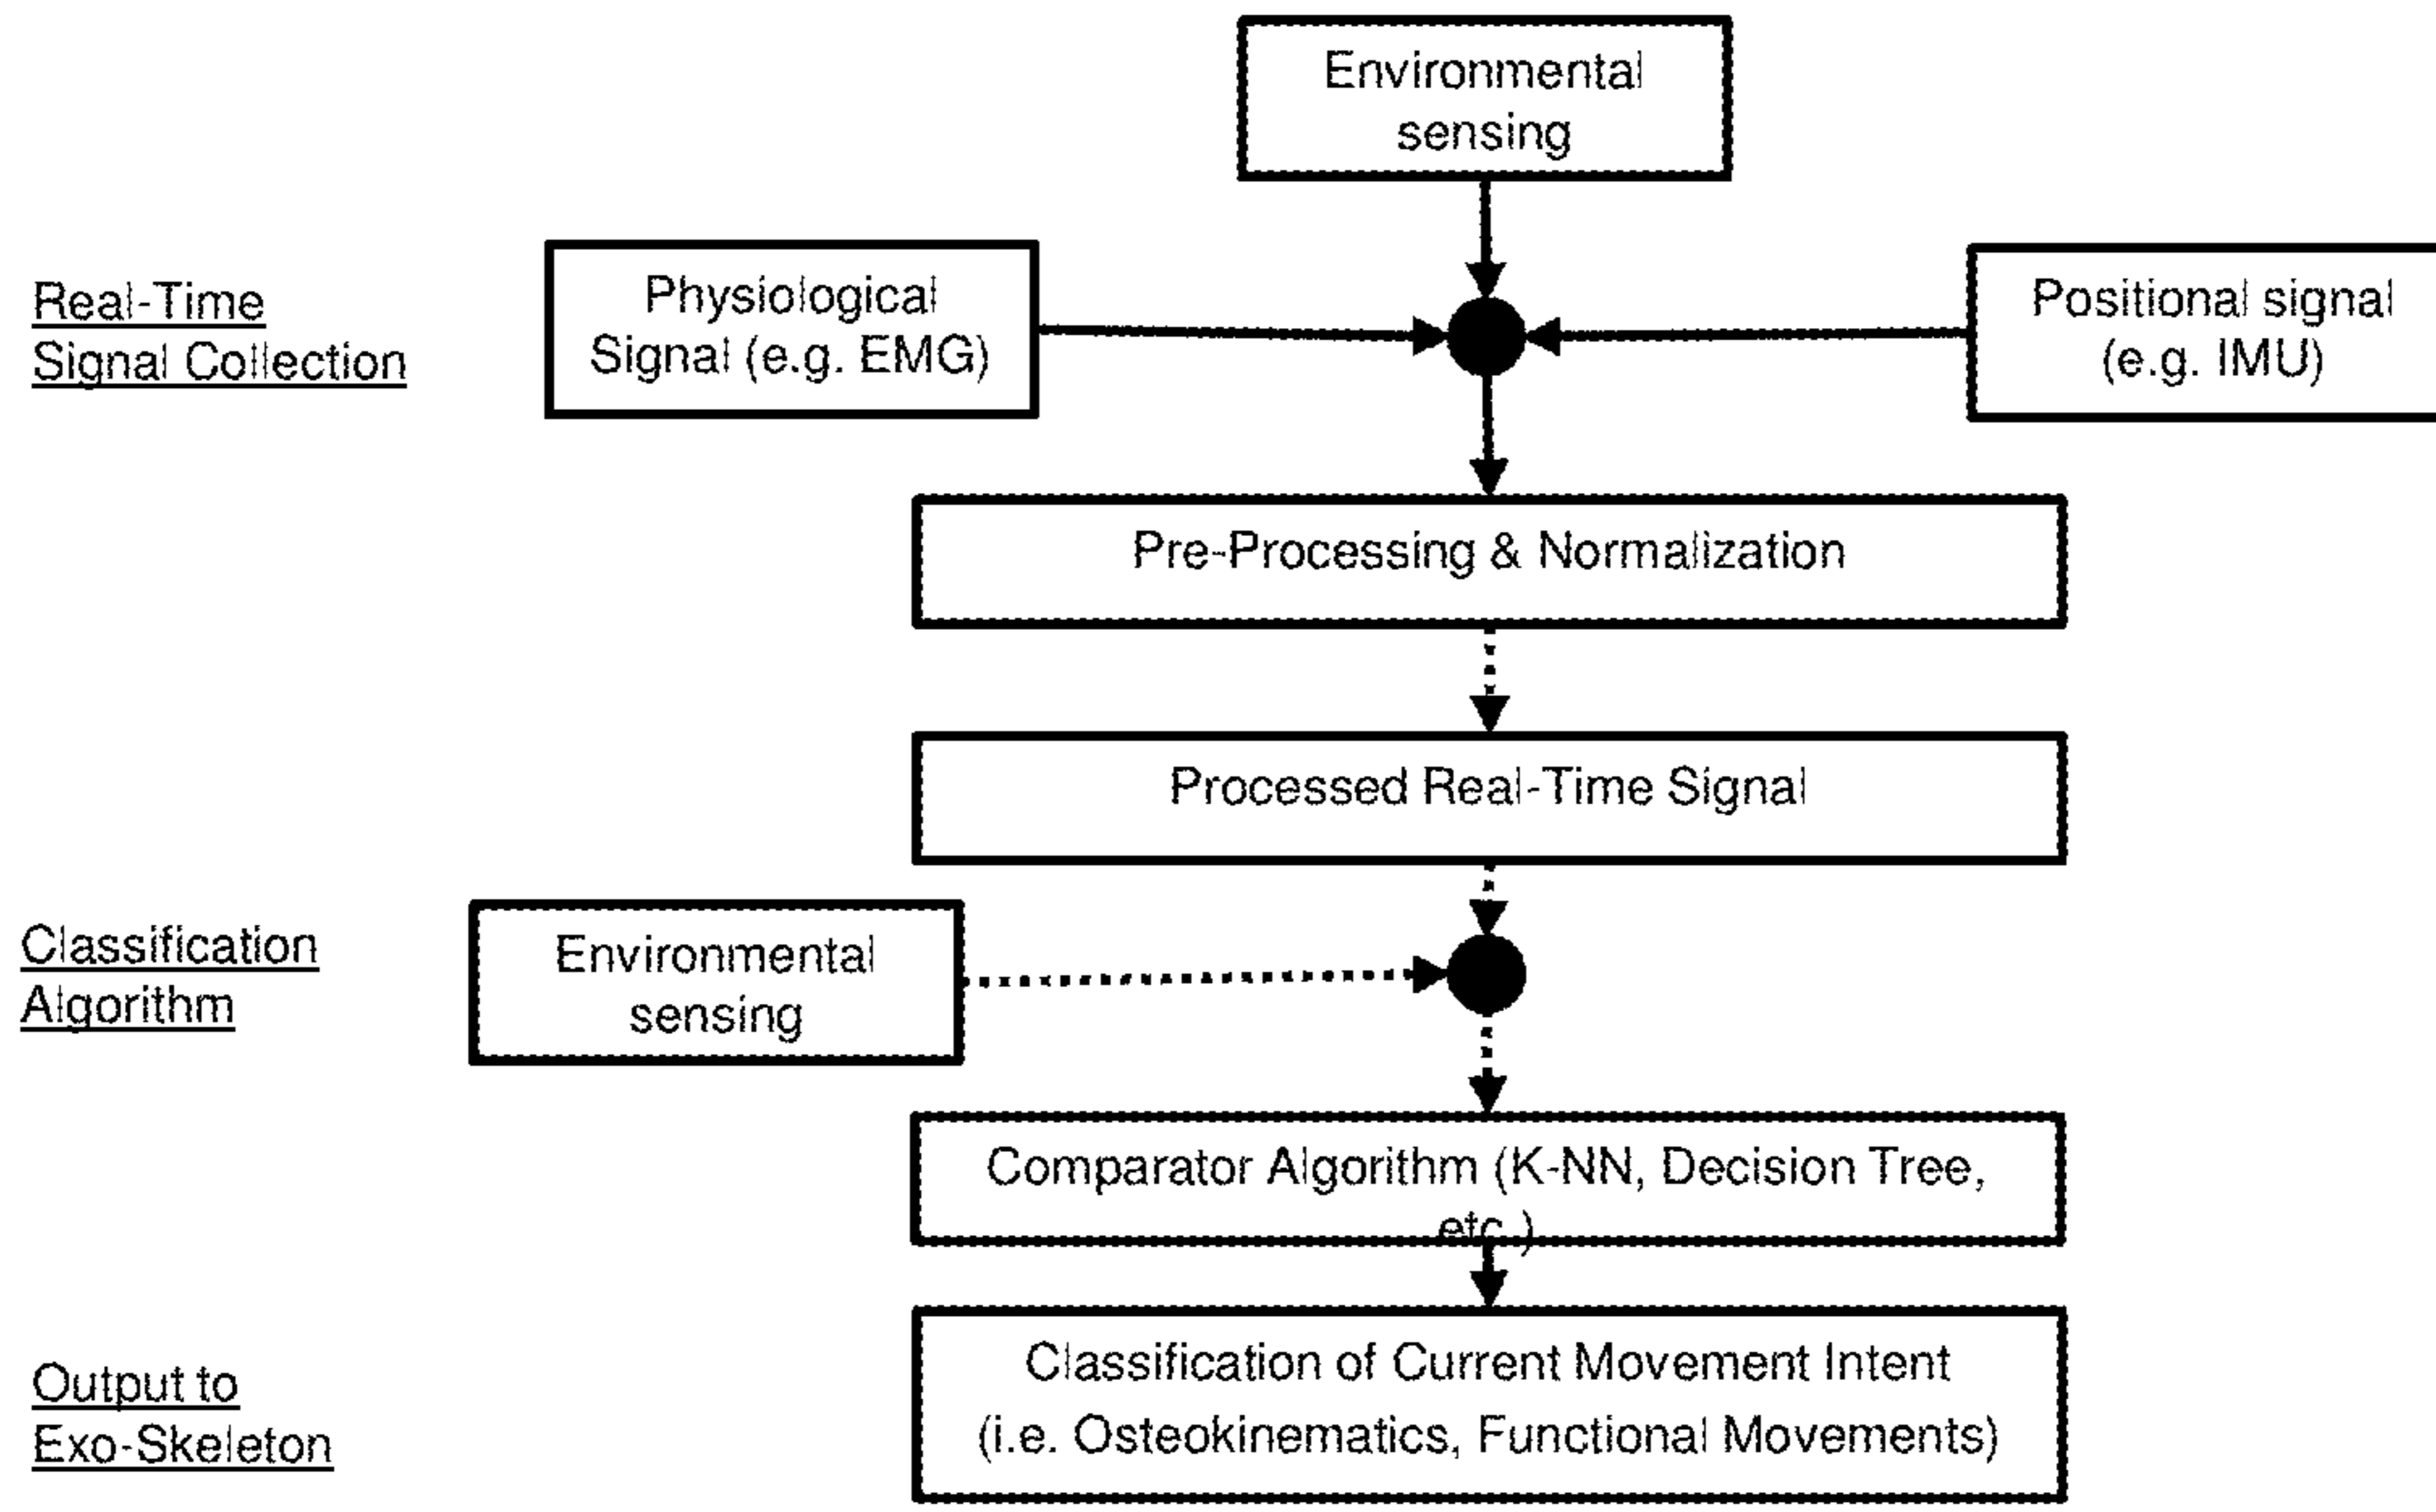 Environmental
sensing
Real-Time
Signal Collection
Physiological
Signal (e.g. EMG)
Positional signal
(e.g. IMU)
Pre-Processing & Normalization
Processed Real-Time Signal
Classification
Algorithm
Environmental
sensing
Comparator Algorithm (K-NN, Decision Tree,
etc.)
Output to
Exo-Skeleton
Classification of Current Movement Intent
(i.e. Osteokinematics, Functional Movements)